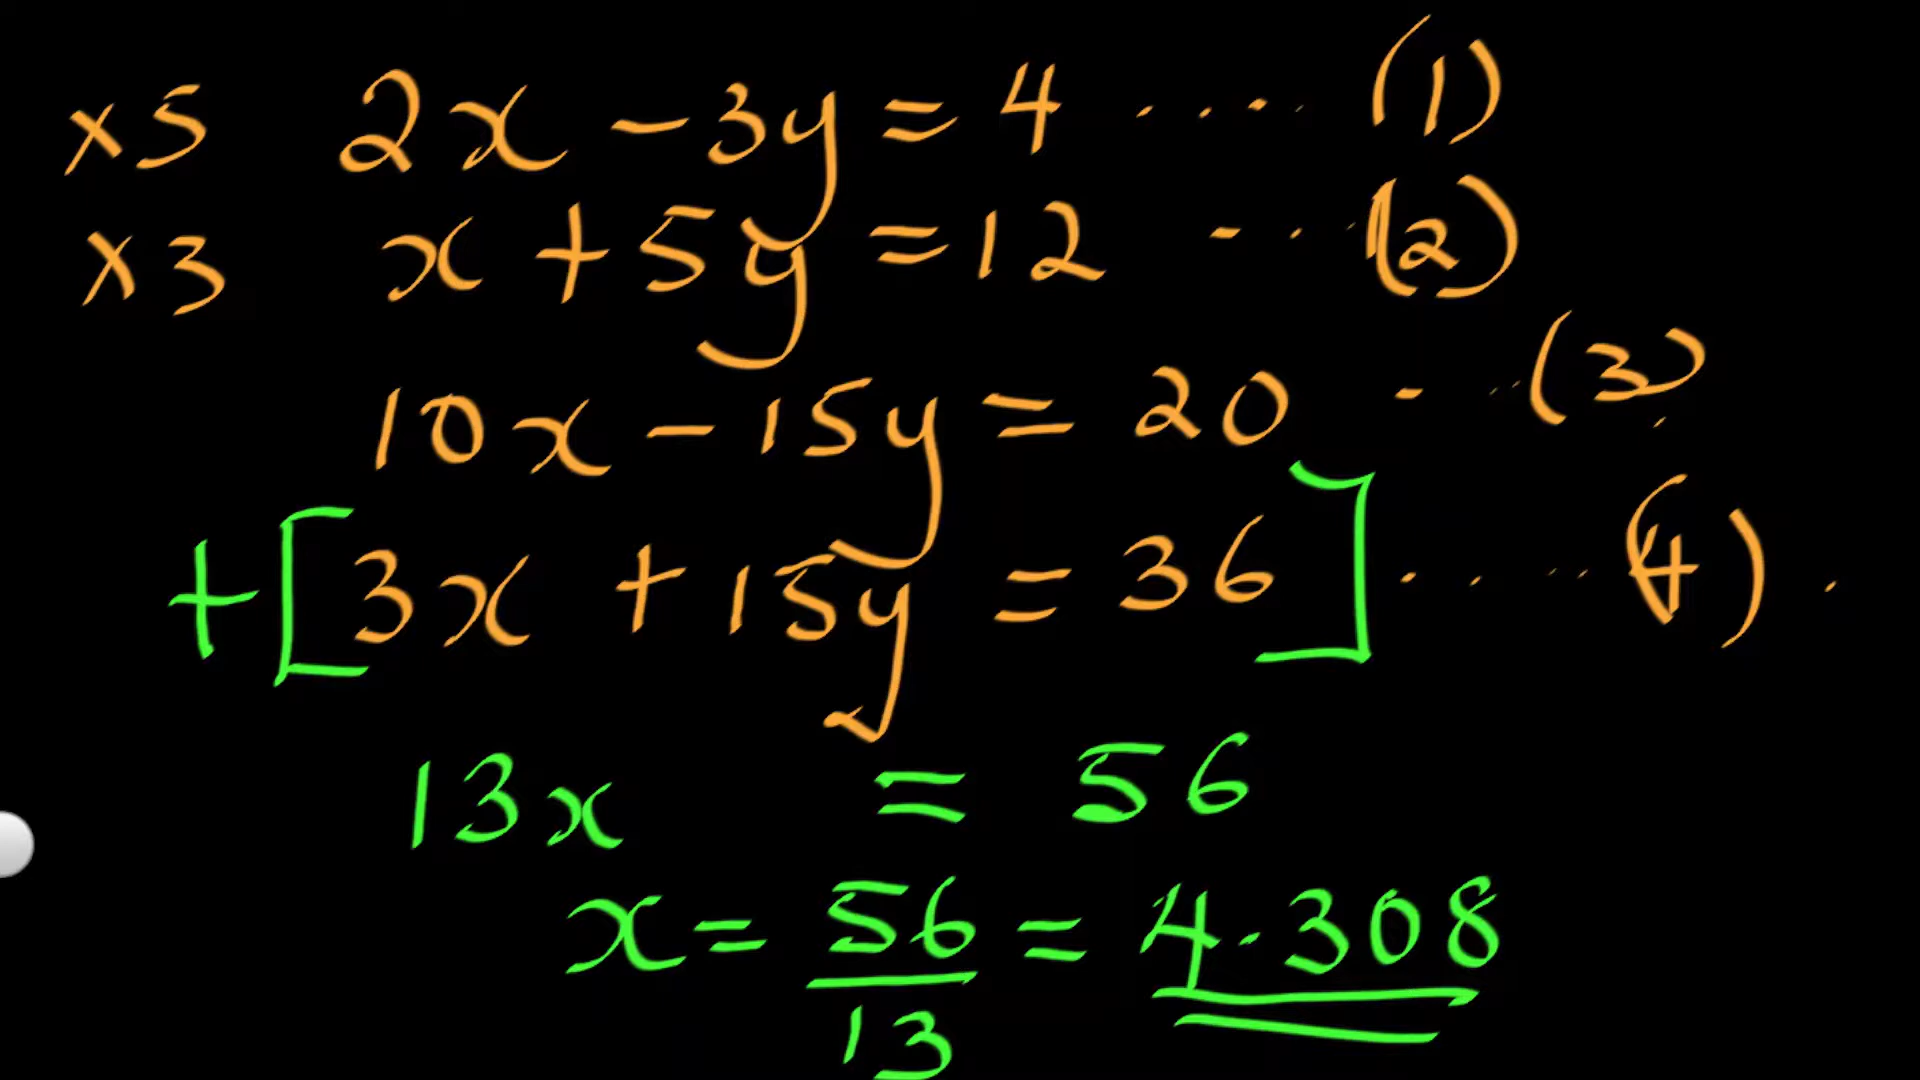 ×5 2x - 3y = 4 .... (1)
×3 x + 5y = 12 .... (2)
10x - 15y = 20 ... (3)
+[3x + 15y = 36] .... (4).
13x = 56
x = 56/13 = 4.308